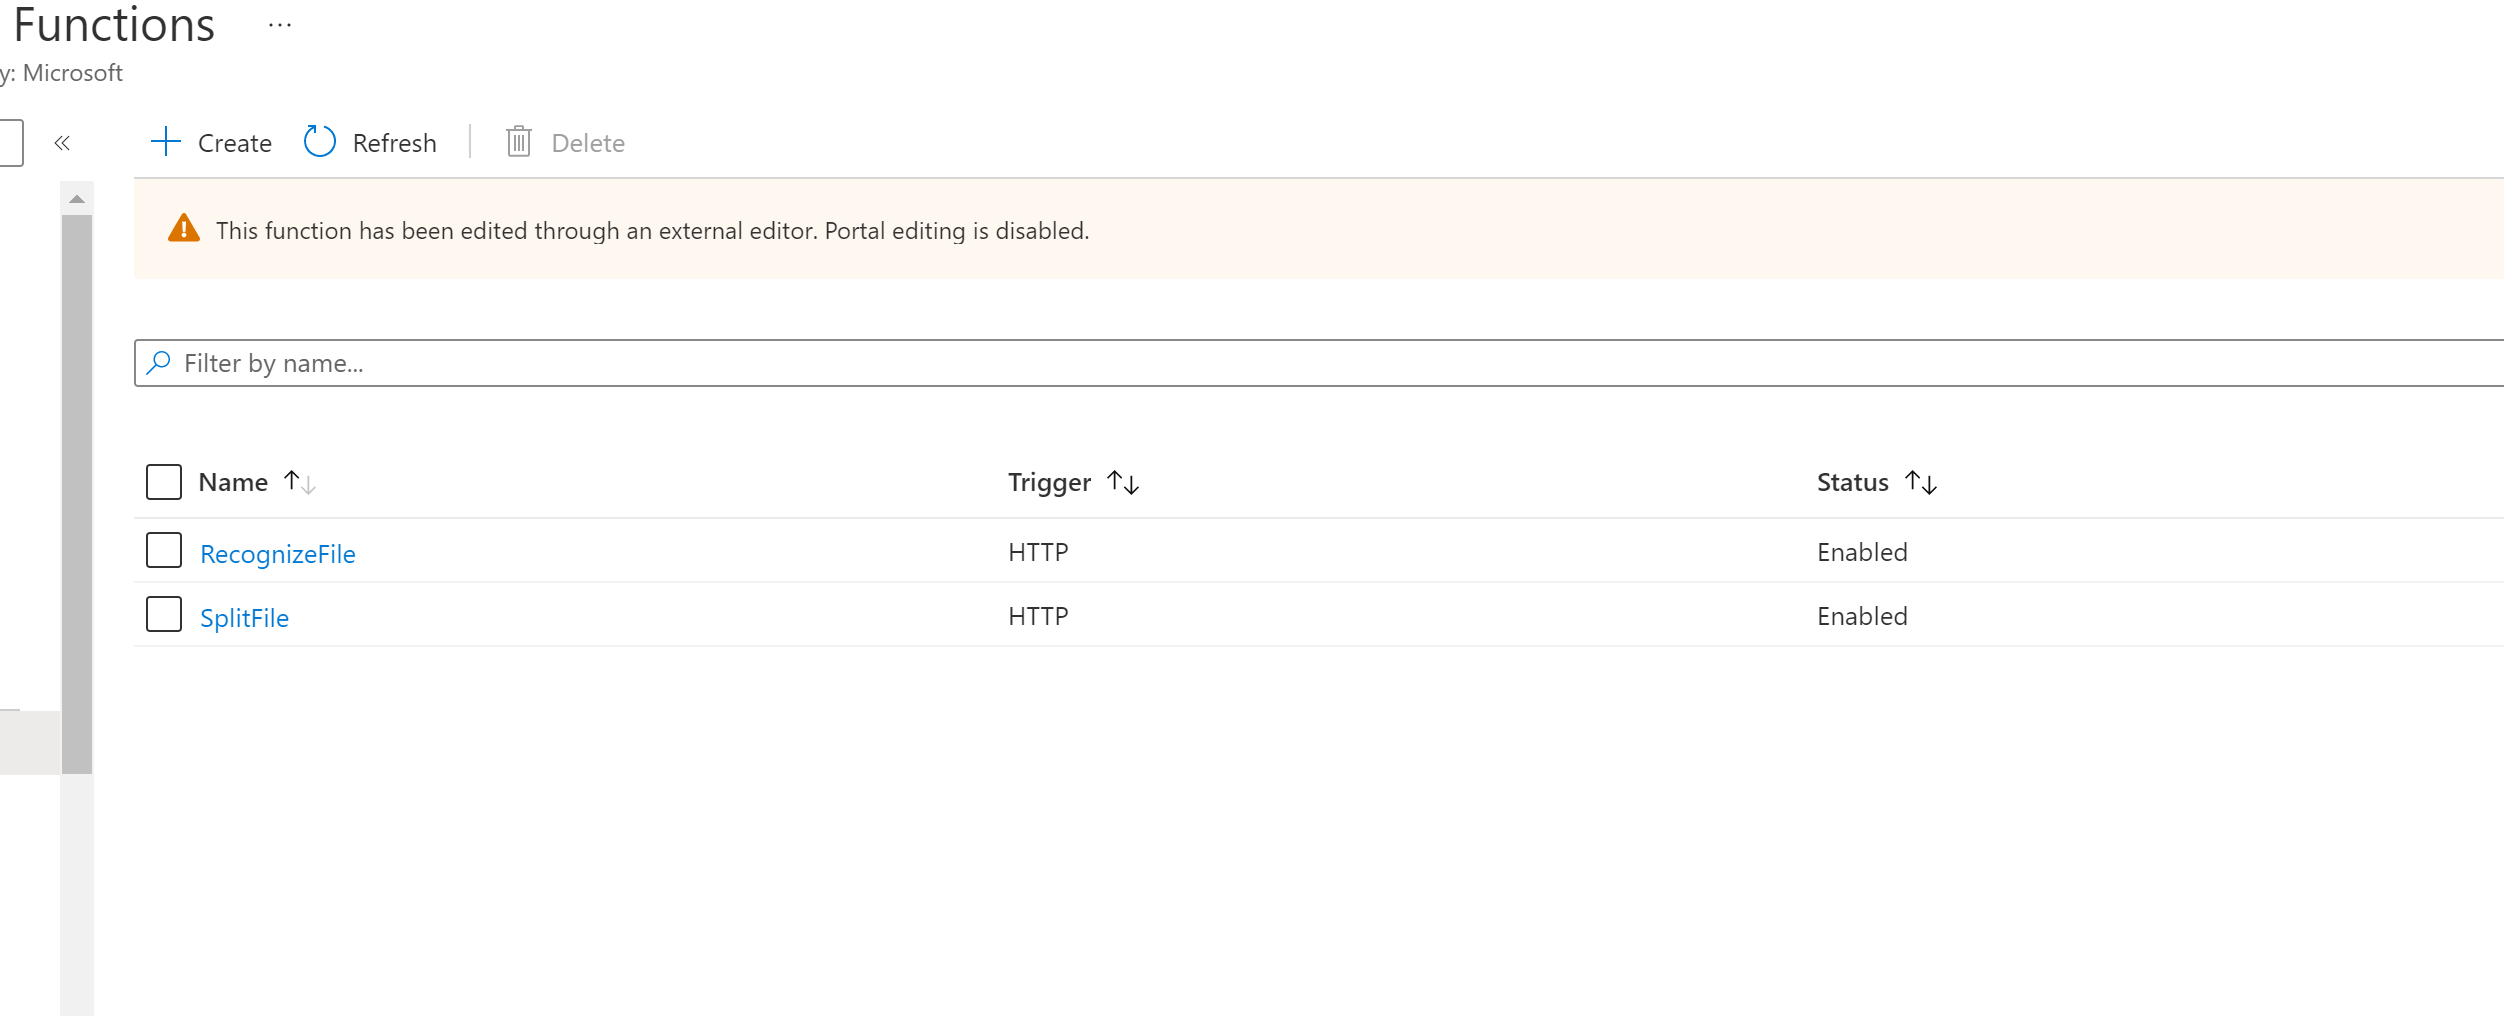 Functions ...
y: Microsoft
« Create Refresh Delete
This function has been edited through an external editor. Portal editing is disabled.
Filter by name...
Name ↑↓ Trigger ↑↓ Status ↑↓
RecognizeFile HTTP Enabled
SplitFile HTTP Enabled